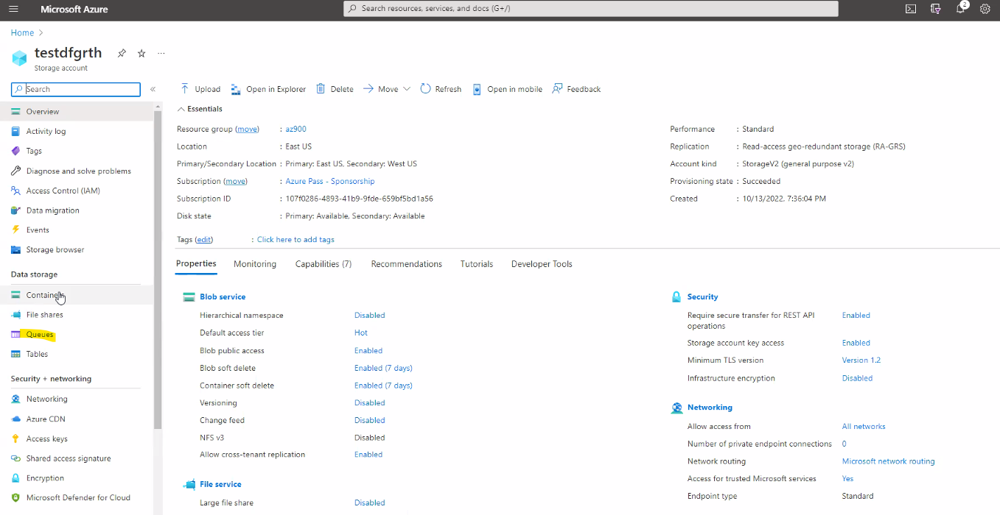 Microsoft Azure
Search resources, services, and docs (G+/)
2
Home
testdfgrth
Storage account
Search
Overview
Activity log
Tags
Diagnose and solve problems
Access Control (IAM)
Data migration
Events
Storage browser
Data storage
Containers
File shares
Queues
Tables
Security + networking
Networking
Azure CDN
Access keys
Shared access signature
Encryption
Microsoft Defender for Cloud
Upload Open in Explorer Delete Move Refresh Open in mobile Feedback
Essentials
Resource group (move) : az900
Location : East US
Primary/Secondary Location : Primary: East US, Secondary: West US
Subscription (move) : Azure Pass - Sponsorship
Subscription ID : 107f0286-4893-41b9-9fde-659bf5bd1a56
Disk state : Primary: Available, Secondary: Available
Tags (edit) : Click here to add tags
Performance : Standard
Replication : Read-access geo-redundant storage (RA-GRS)
Account kind : StorageV2 (general purpose v2)
Provisioning state : Succeeded
Created : 10/13/2022, 7:36:04 PM
Properties Monitoring Capabilities (7) Recommendations Tutorials Developer Tools
Blob service
Hierarchical namespace Disabled
Default access tier Hot
Blob public access Enabled
Blob soft delete Enabled (7 days)
Container soft delete Enabled (7 days)
Versioning Disabled
Change feed Disabled
NFS v3 Disabled
Allow cross-tenant replication Enabled
File service
Large file share Disabled
Security
Require secure transfer for REST API Enabled
operations
Storage account key access Enabled
Minimum TLS version Version 1.2
Infrastructure encryption Disabled
Networking
Allow access from All networks
Number of private endpoint connections 0
Network routing Microsoft network routing
Access for trusted Microsoft services Yes
Endpoint type Standard